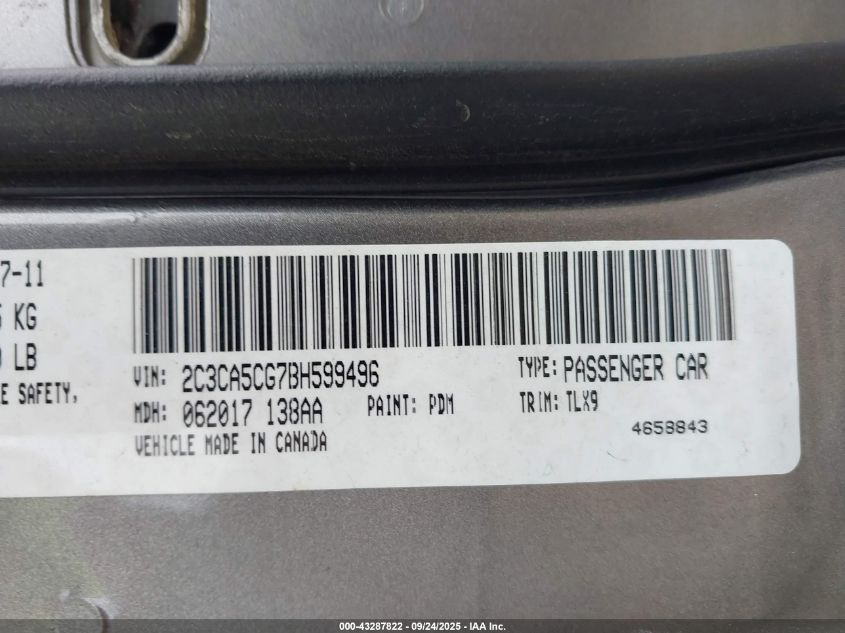 7-11
KG
LB
E SAFETY,
VIN: 2C3CA5CG7BH599496
TYPE: PASSENGER CAR
MDH: 062017 138AA
PAINT: PDM
TRIM: TLX9
VEHICLE MADE IN CANADA
4658843
000-43287822 - 09/24/2025 - IAA Inc.